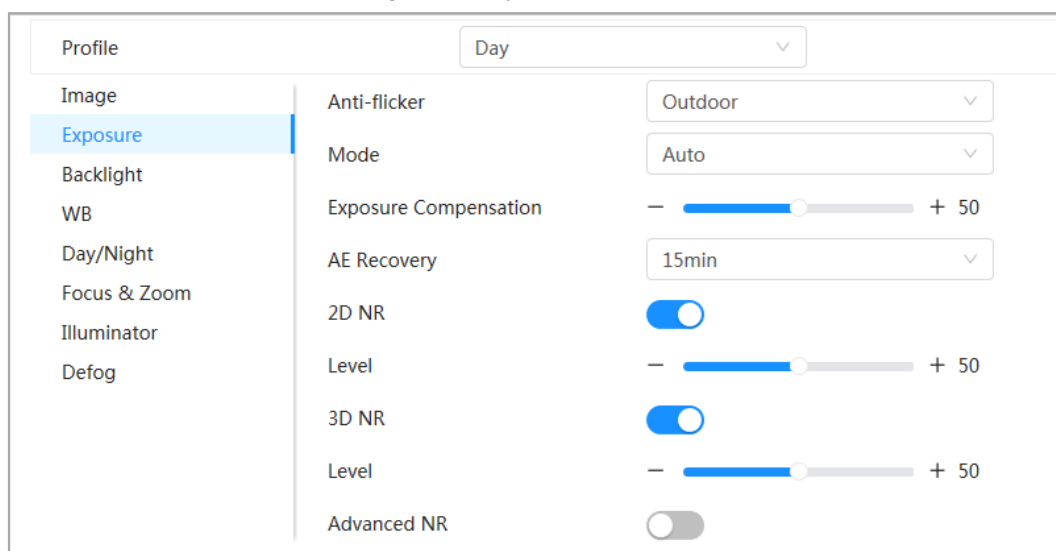 Profile Day
Image
Exposure
Backlight
WB
Day/Night
Focus & Zoom
Illuminator
Defog
Anti-flicker Outdoor
Mode Auto
Exposure Compensation − + 50
AE Recovery 15min
2D NR
Level − + 50
3D NR
Level − + 50
Advanced NR